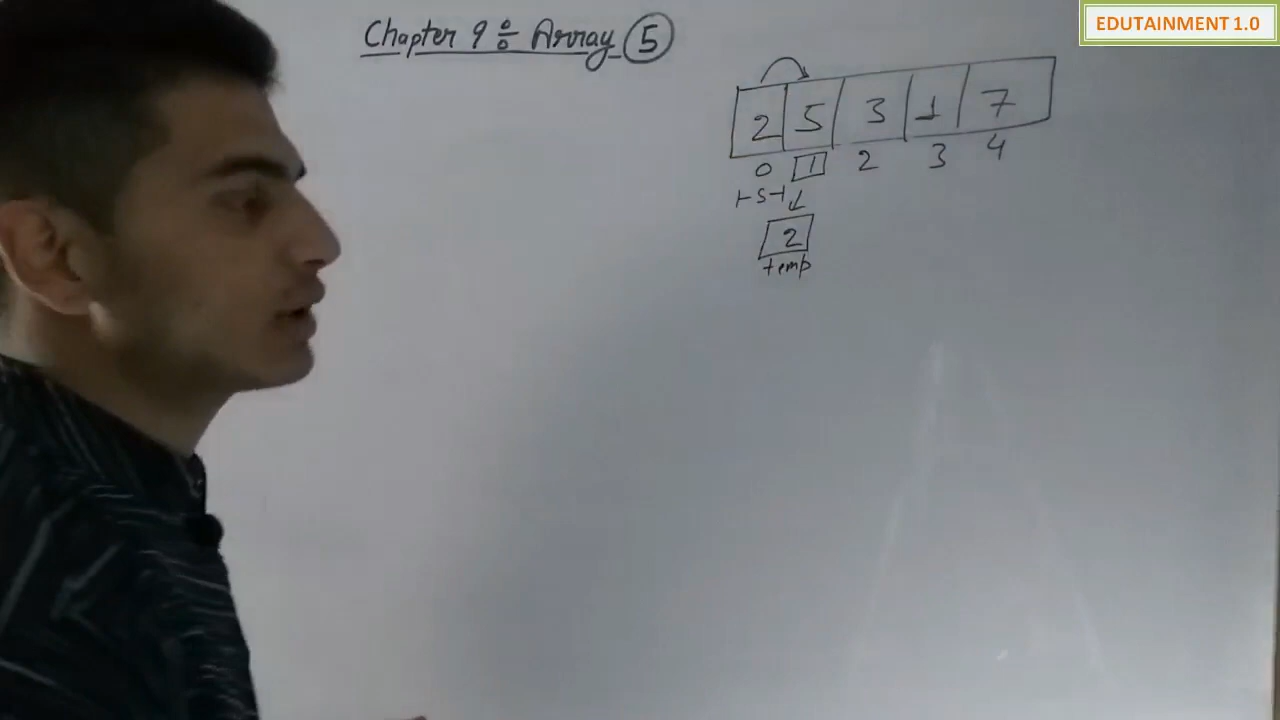 Chapter 9 ÷ Array 5
EDUTAINMENT 1.0
2 5 3 1 7
0 1 2 3 4
2
temp